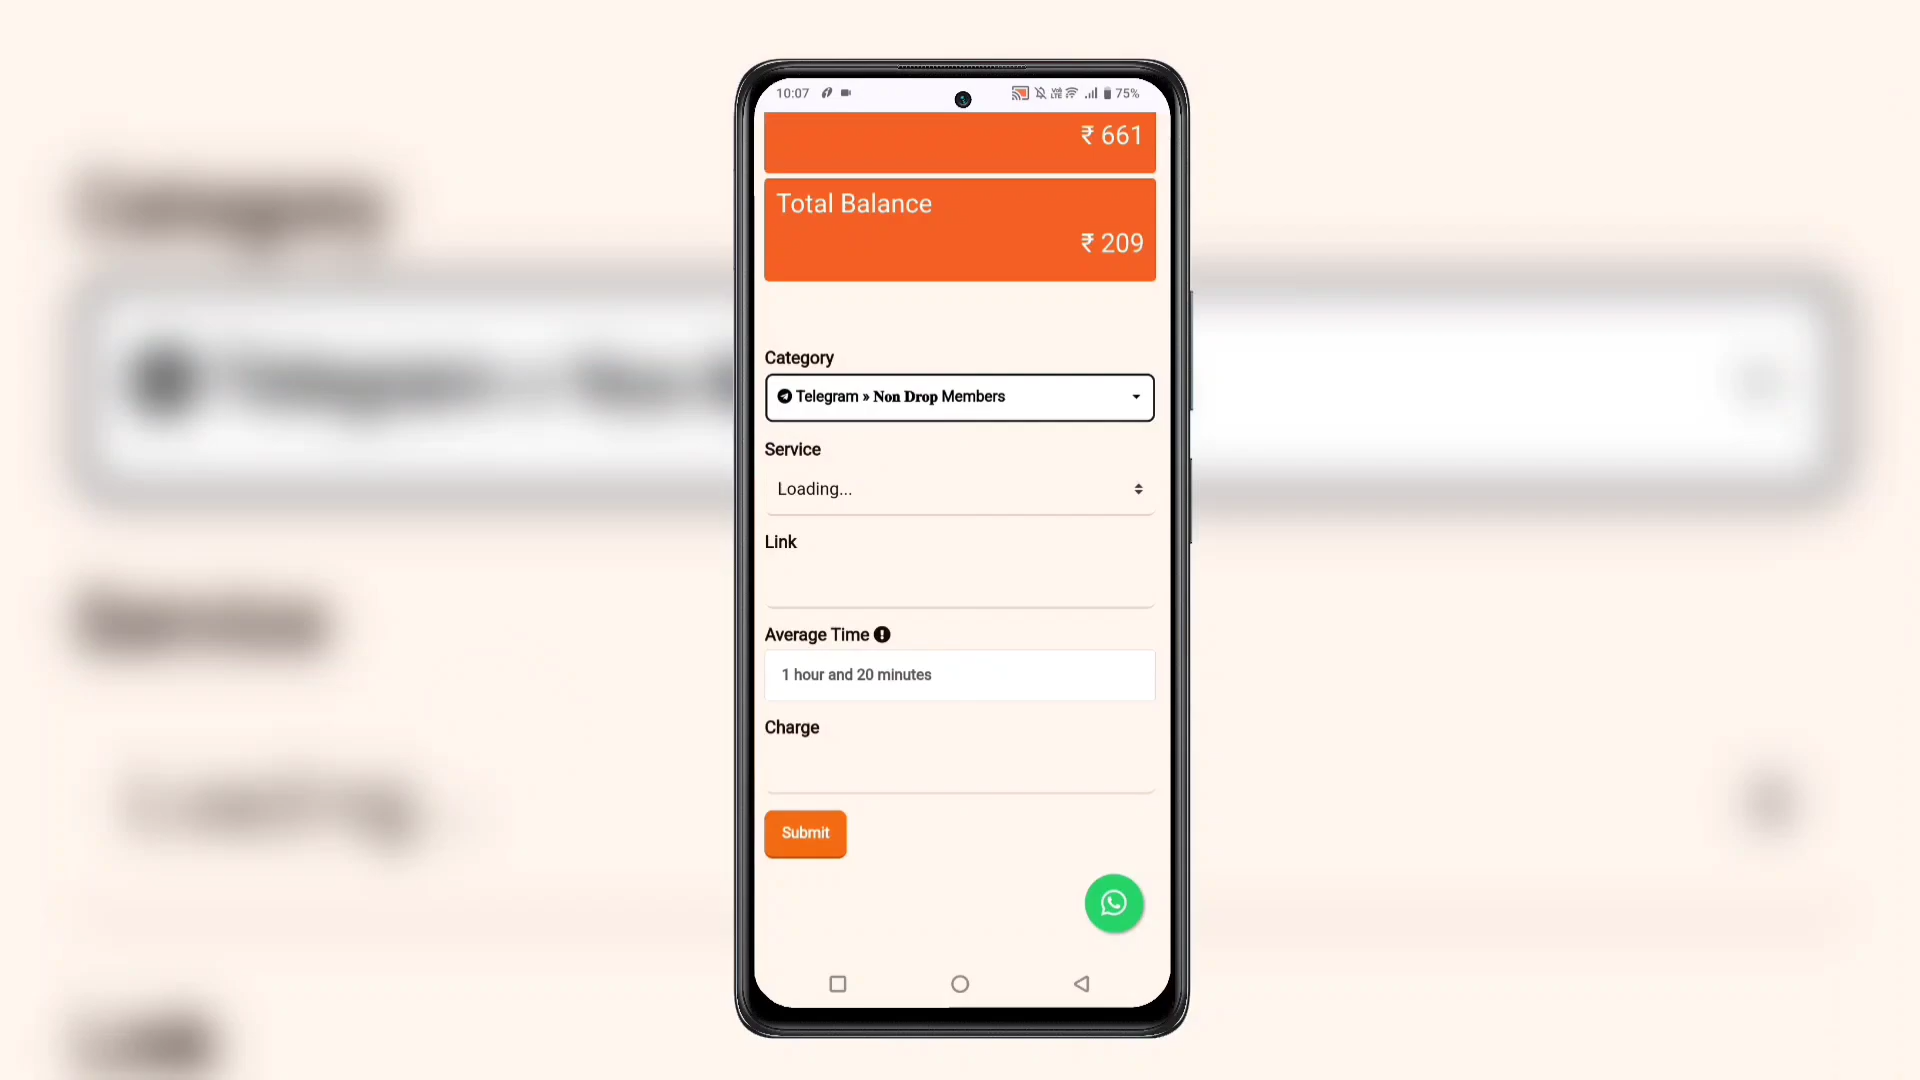 10:07
75%
₹ 661
Total Balance
₹ 209
Category
Telegram » Non Drop Members
Service
Loading...
Link
Average Time
1 hour and 20 minutes
Charge
Submit